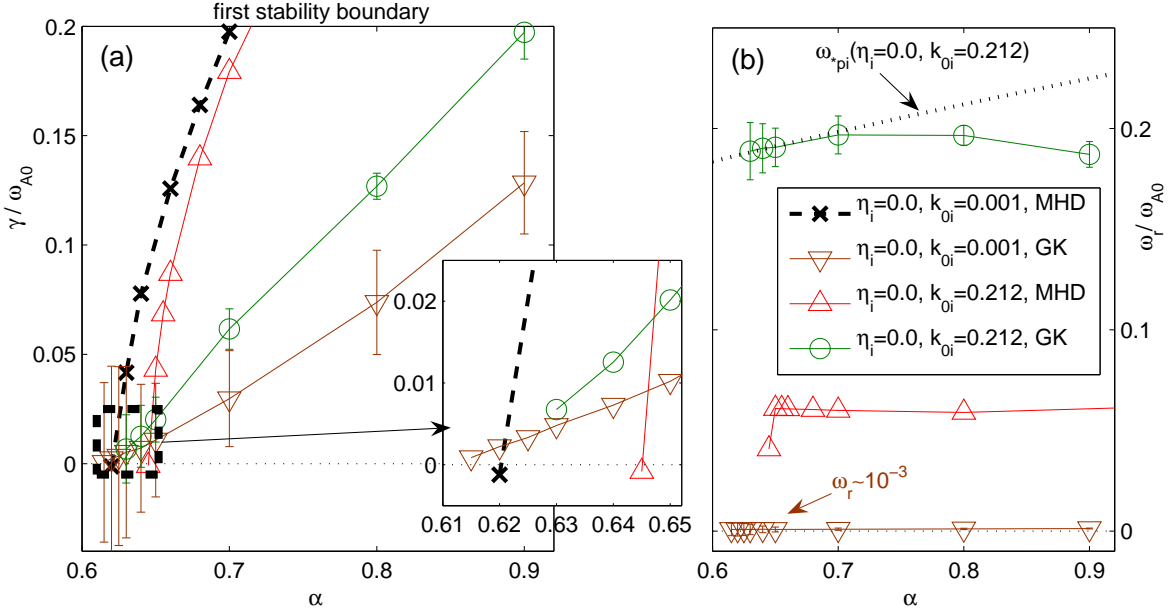 first stability boundary
(a)
γ / ω_A0
0.2
0.15
0.1
0.05
0
0.6
0.7
0.8
0.9
α
0.02
0.01
0
0.61
0.62
0.63
0.64
0.65
(b)
ω_*pi(η_i=0.0, k_0i=0.212)
η_i=0.0, k_0i=0.001, MHD
η_i=0.0, k_0i=0.001, GK
η_i=0.0, k_0i=0.212, MHD
η_i=0.0, k_0i=0.212, GK
ω_r~10^-3
0.2
0.1
0
ω_r / ω_A0
0.6
0.7
0.8
0.9
α